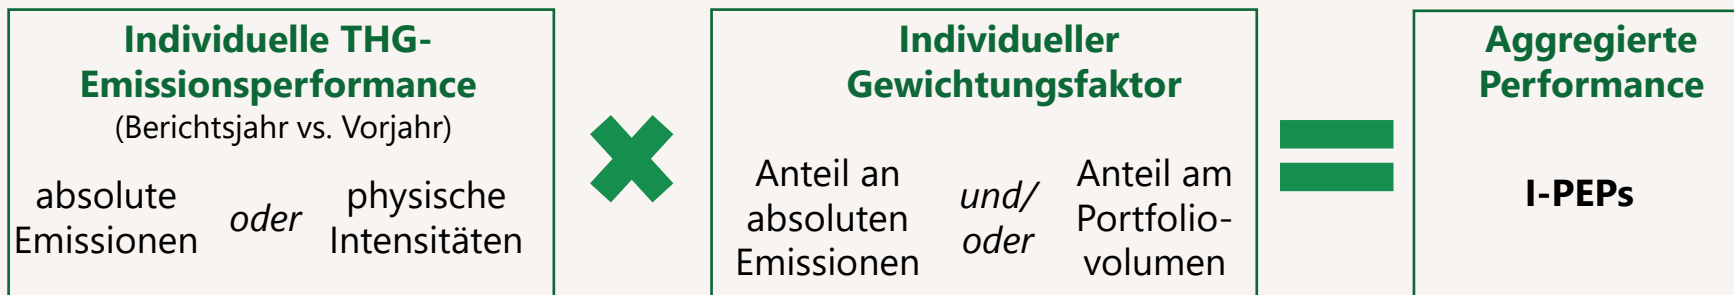 Individuelle THG-
Emissionsperformance
(Berichtsjahr vs. Vorjahr)
absolute
Emissionen
oder
physische
Intensitäten
Individueller
Gewichtungsfaktor
Anteil an
absoluten
Emissionen
und/
oder
Anteil am
Portfolio-
volumen
Aggregierte
Performance
I-PEPs